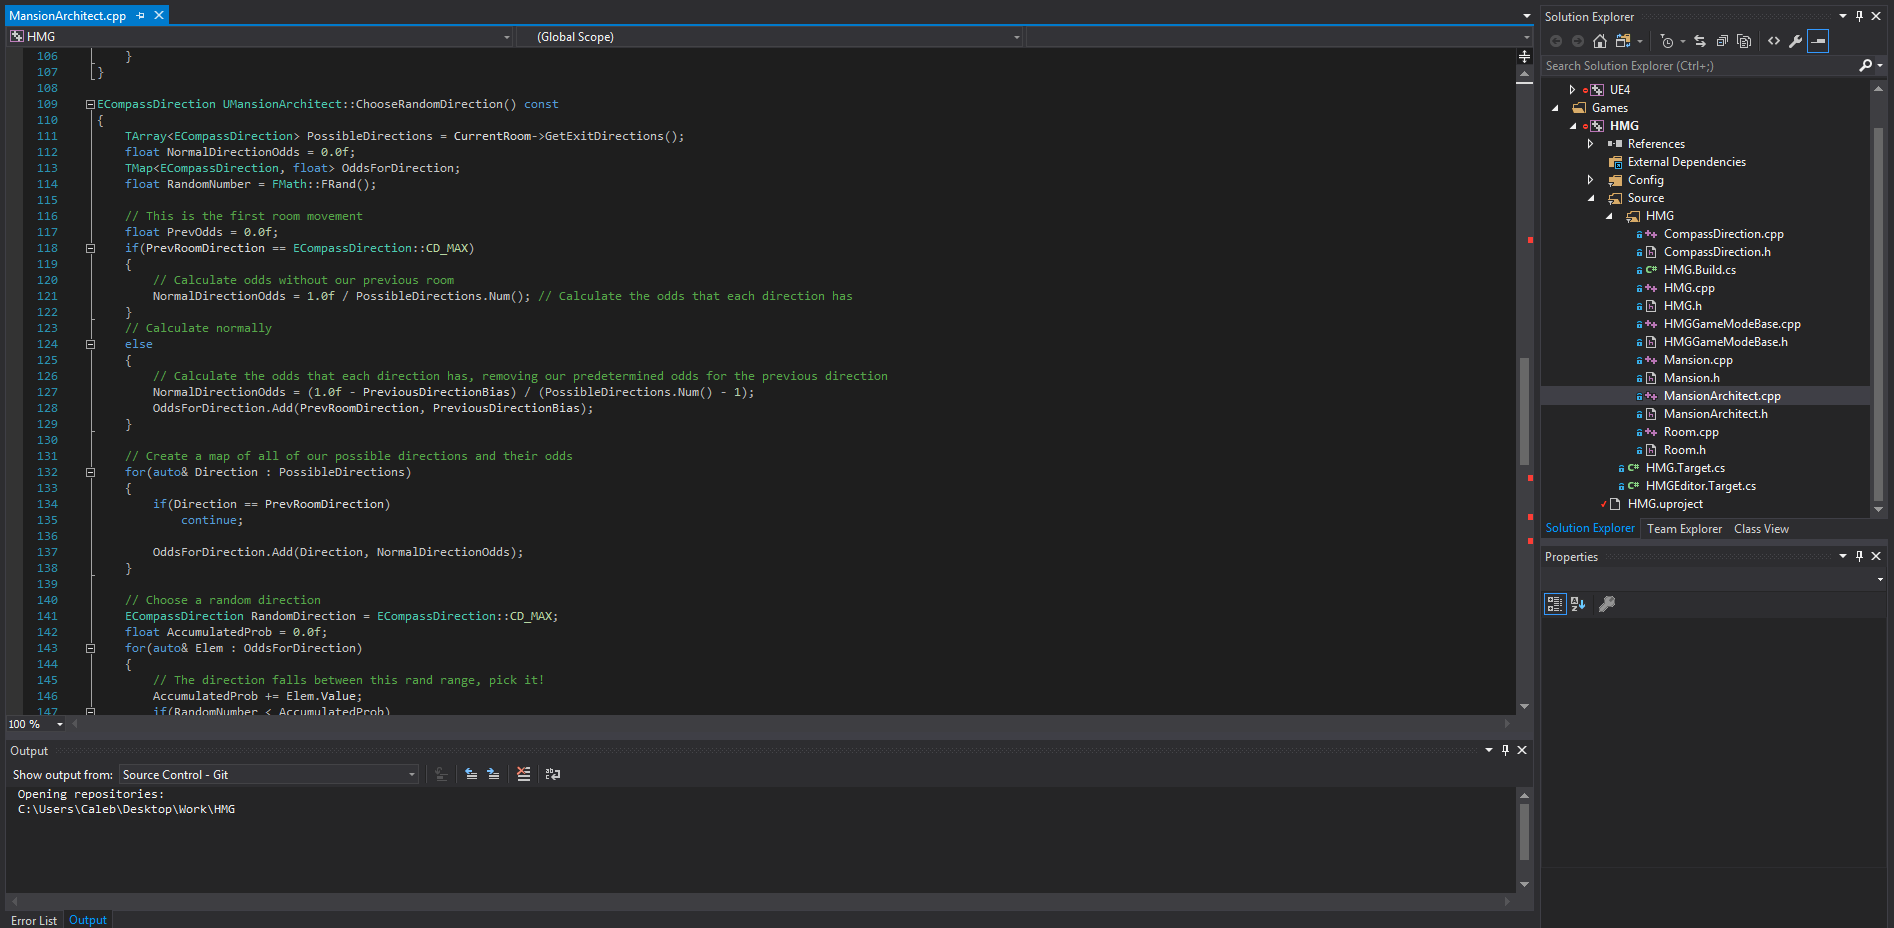 MansionArchitect.cpp
HMG
(Global Scope)
106 }
107 }
108
109 ECompassDirection UMansionArchitect::ChooseRandomDirection() const
110 {
111 TArray<ECompassDirection> PossibleDirections = CurrentRoom->GetExitDirections();
112 float NormalDirectionOdds = 0.0f;
113 TMap<ECompassDirection, float> OddsForDirection;
114 float RandomNumber = FMath::FRand();
115
116 // This is the first room movement
117 float PrevOdds = 0.0f;
118 if(PrevRoomDirection == ECompassDirection::CD_MAX)
119 {
120 // Calculate odds without our previous room
121 NormalDirectionOdds = 1.0f / PossibleDirections.Num(); // Calculate the odds that each direction has
122 }
123 // Calculate normally
124 else
125 {
126 // Calculate the odds that each direction has, removing our predetermined odds for the previous direction
127 NormalDirectionOdds = (1.0f - PreviousDirectionBias) / (PossibleDirections.Num() - 1);
128 OddsForDirection.Add(PrevRoomDirection, PreviousDirectionBias);
129 }
130
131 // Create a map of all of our possible directions and their odds
132 for(auto& Direction : PossibleDirections)
133 {
134 if(Direction == PrevRoomDirection)
135 continue;
136
137 OddsForDirection.Add(Direction, NormalDirectionOdds);
138 }
139
140 // Choose a random direction
141 ECompassDirection RandomDirection = ECompassDirection::CD_MAX;
142 float AccumulatedProb = 0.0f;
143 for(auto& Elem : OddsForDirection)
144 {
145 // The direction falls between this rand range, pick it!
146 AccumulatedProb += Elem.Value;
147 if(RandomNumber < AccumulatedProb)
100 %
Output
Show output from: Source Control - Git
Opening repositories:
C:\Users\Caleb\Desktop\Work\HMG
Error List Output
Solution Explorer
Search Solution Explorer (Ctrl+;)
UE4
Games
HMG
References
External Dependencies
Config
Source
HMG
CompassDirection.cpp
CompassDirection.h
C# HMG.Build.cs
HMG.cpp
HMG.h
HMGGameModeBase.cpp
HMGGameModeBase.h
Mansion.cpp
Mansion.h
MansionArchitect.cpp
MansionArchitect.h
Room.cpp
Room.h
C# HMG.Target.cs
C# HMGEditor.Target.cs
HMG.uproject
Solution Explorer Team Explorer Class View
Properties